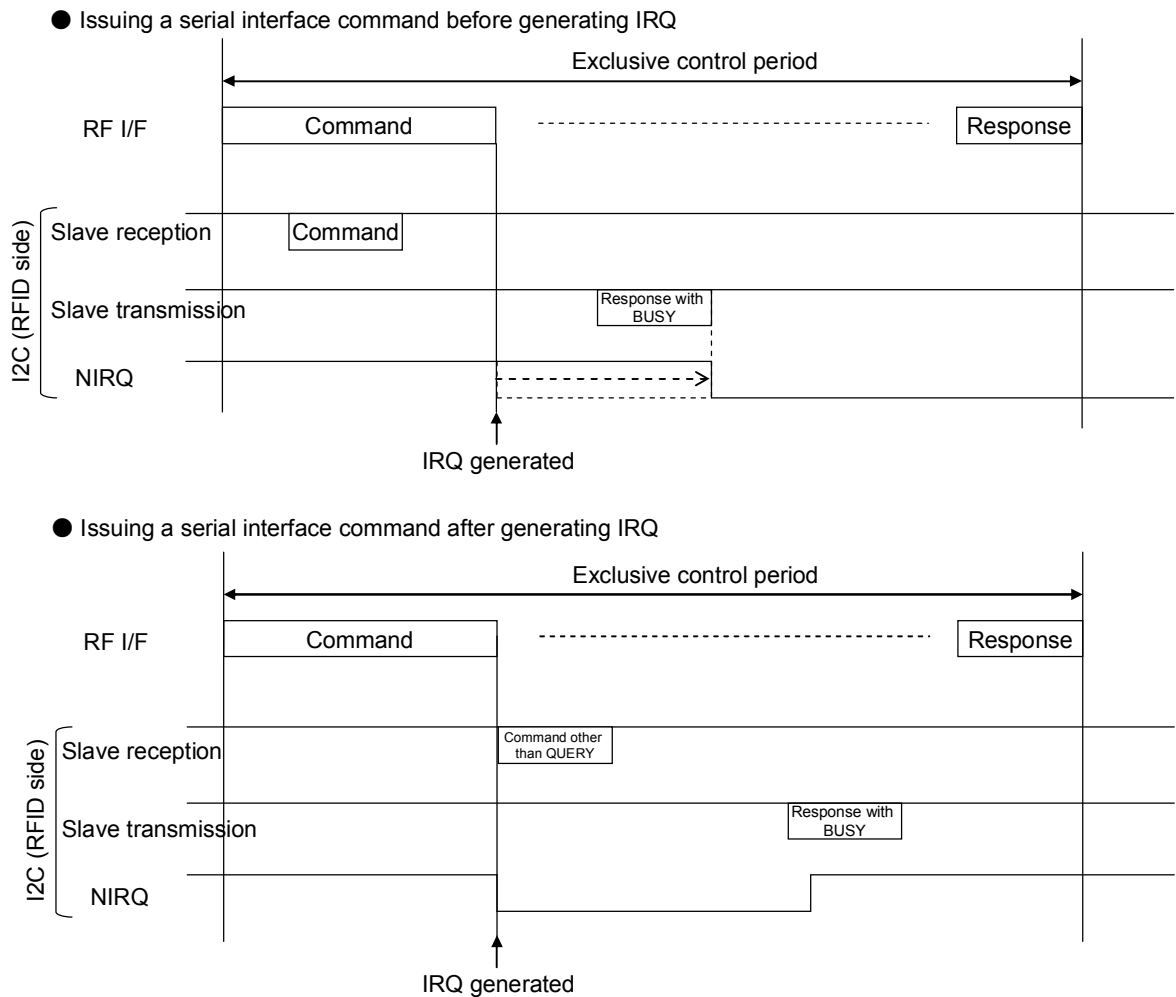 ● Issuing a serial interface command before generating IRQ
Exclusive control period
RF I/F
Command
Response
I2C (RFID side)
Slave reception
Command
Slave transmission
Response with
BUSY
NIRQ
IRQ generated
● Issuing a serial interface command after generating IRQ
Exclusive control period
RF I/F
Command
Response
I2C (RFID side)
Slave reception
Command other
than QUERY
Slave transmission
Response with
BUSY
NIRQ
IRQ generated